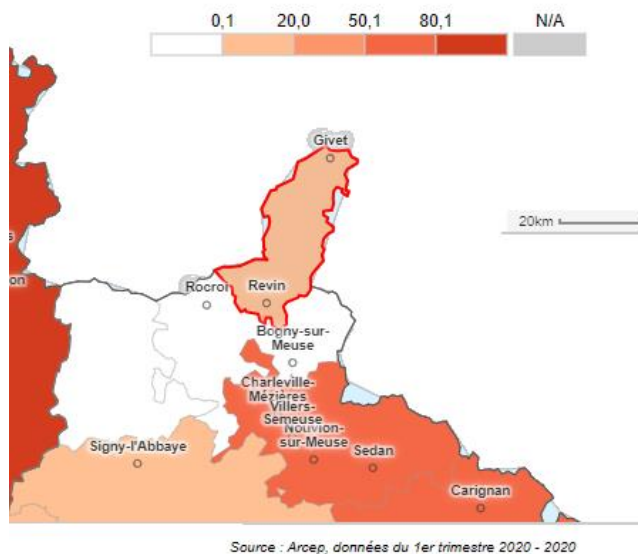 0,1 20,0 50,1 80,1 N/A
Givet
20km
Rocroi
Revin
Bogny-sur-
Meuse
Charleville-
Mézières
Villers-
Semeuse
Nouvion-
sur-Meuse
Signy-l'Abbaye
Sedan
Carignan
Source : Arcep, données du 1er trimestre 2020 - 2020